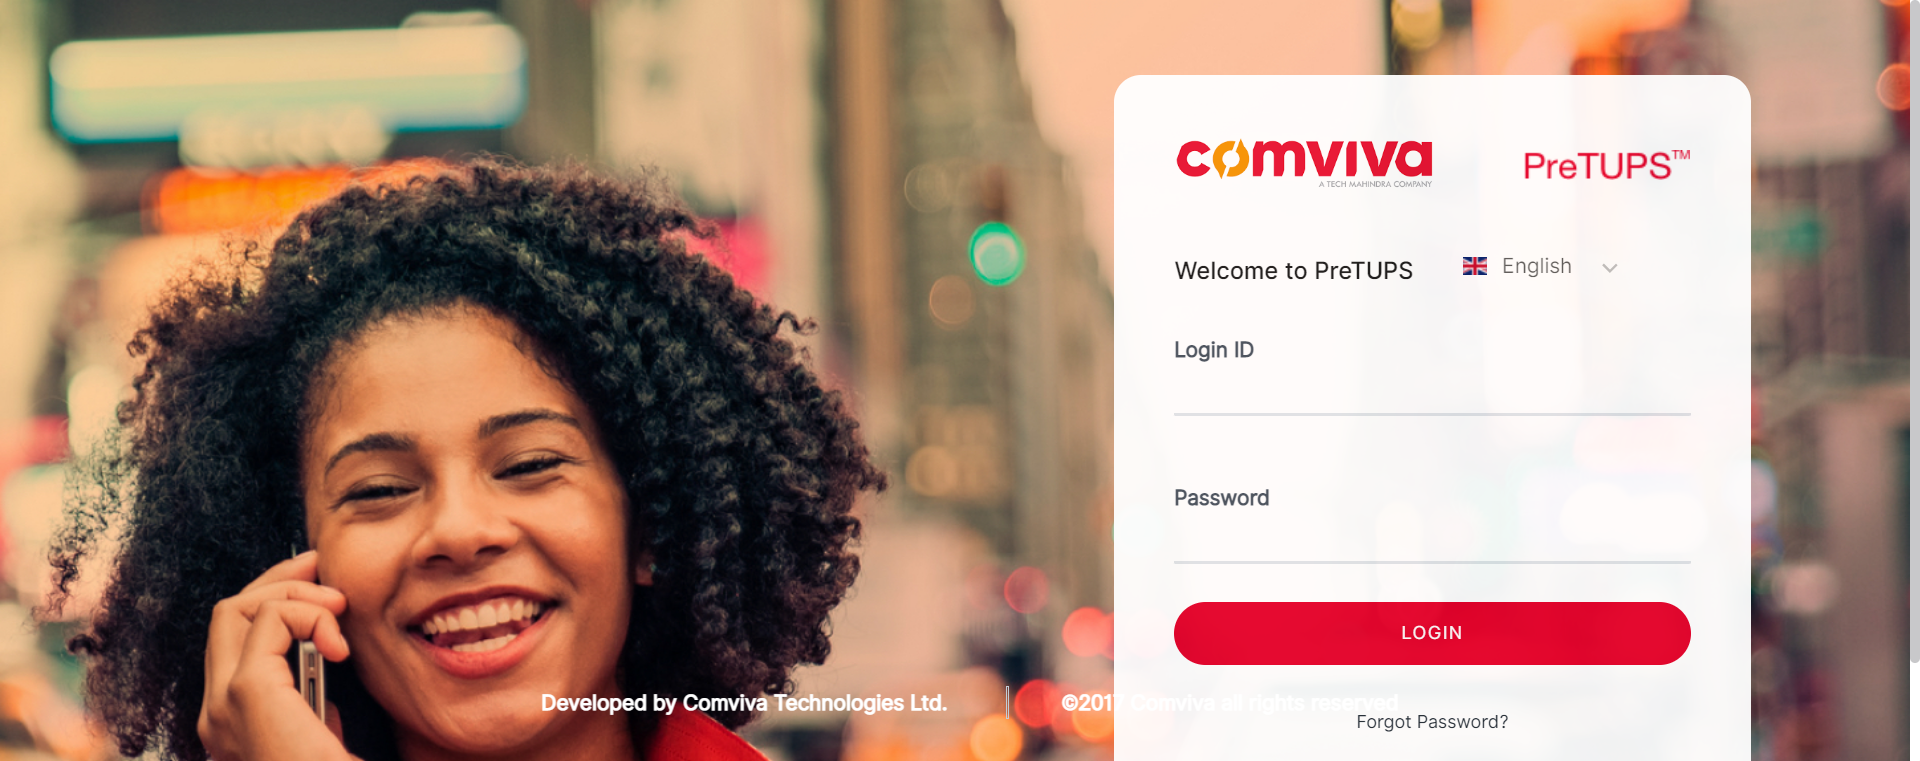 comviva
A TECH MAHINDRA COMPANY
PreTUPS™
Welcome to PreTUPS
English
Login ID
Password
LOGIN
Developed by Comviva Technologies Ltd.
©2017 Comviva all rights reserved
Forgot Password?